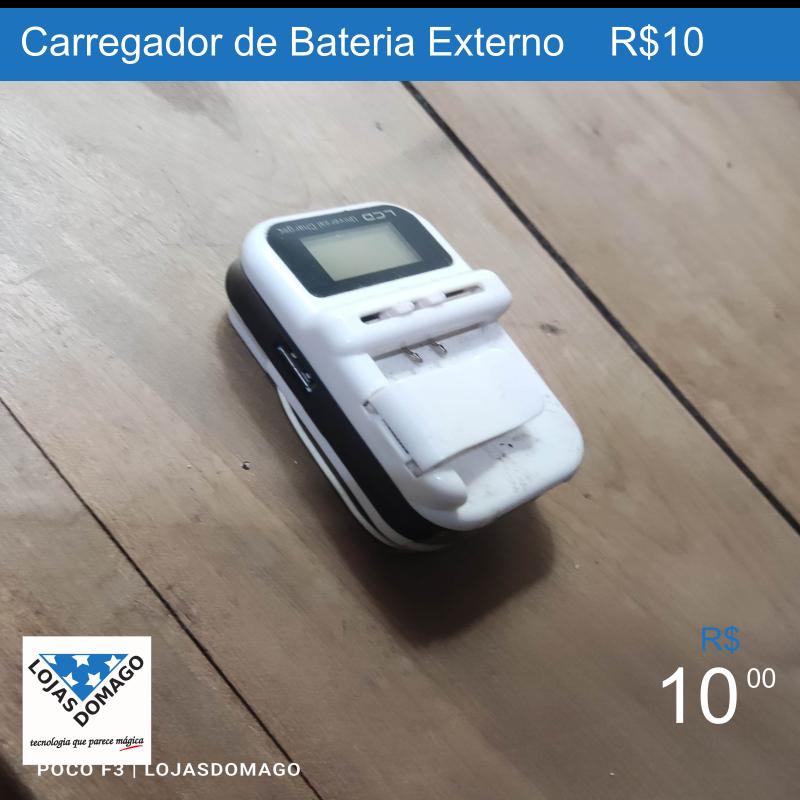 Carregador de Bateria Externo R$10
LCD Universal Charger
R$
10 00
LOJAS DOMAGO
tecnologia que parece mágica
POCO F3 | LOJASDOMAGO